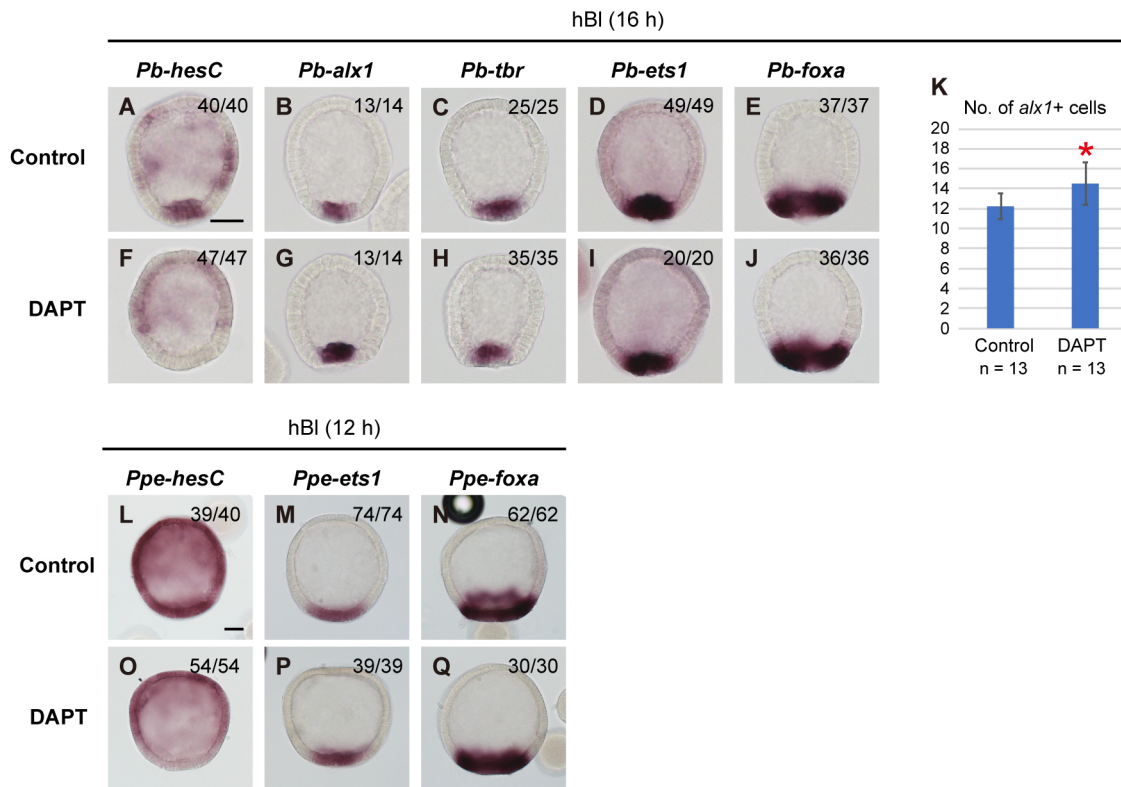 hBl (16 h)
Pb-hesC Pb-alx1 Pb-tbr Pb-ets1 Pb-foxa
Control
A 40/40 B 13/14 C 25/25 D 49/49 E 37/37
DAPT
F 47/47 G 13/14 H 35/35 I 20/20 J 36/36
K
No. of alx1+ cells
20
18
16
14
12
10
8
6
4
2
0
*
Control DAPT
n = 13 n = 13
hBl (12 h)
Ppe-hesC Ppe-ets1 Ppe-foxa
Control
L 39/40 M 74/74 N 62/62
DAPT
O 54/54 P 39/39 Q 30/30